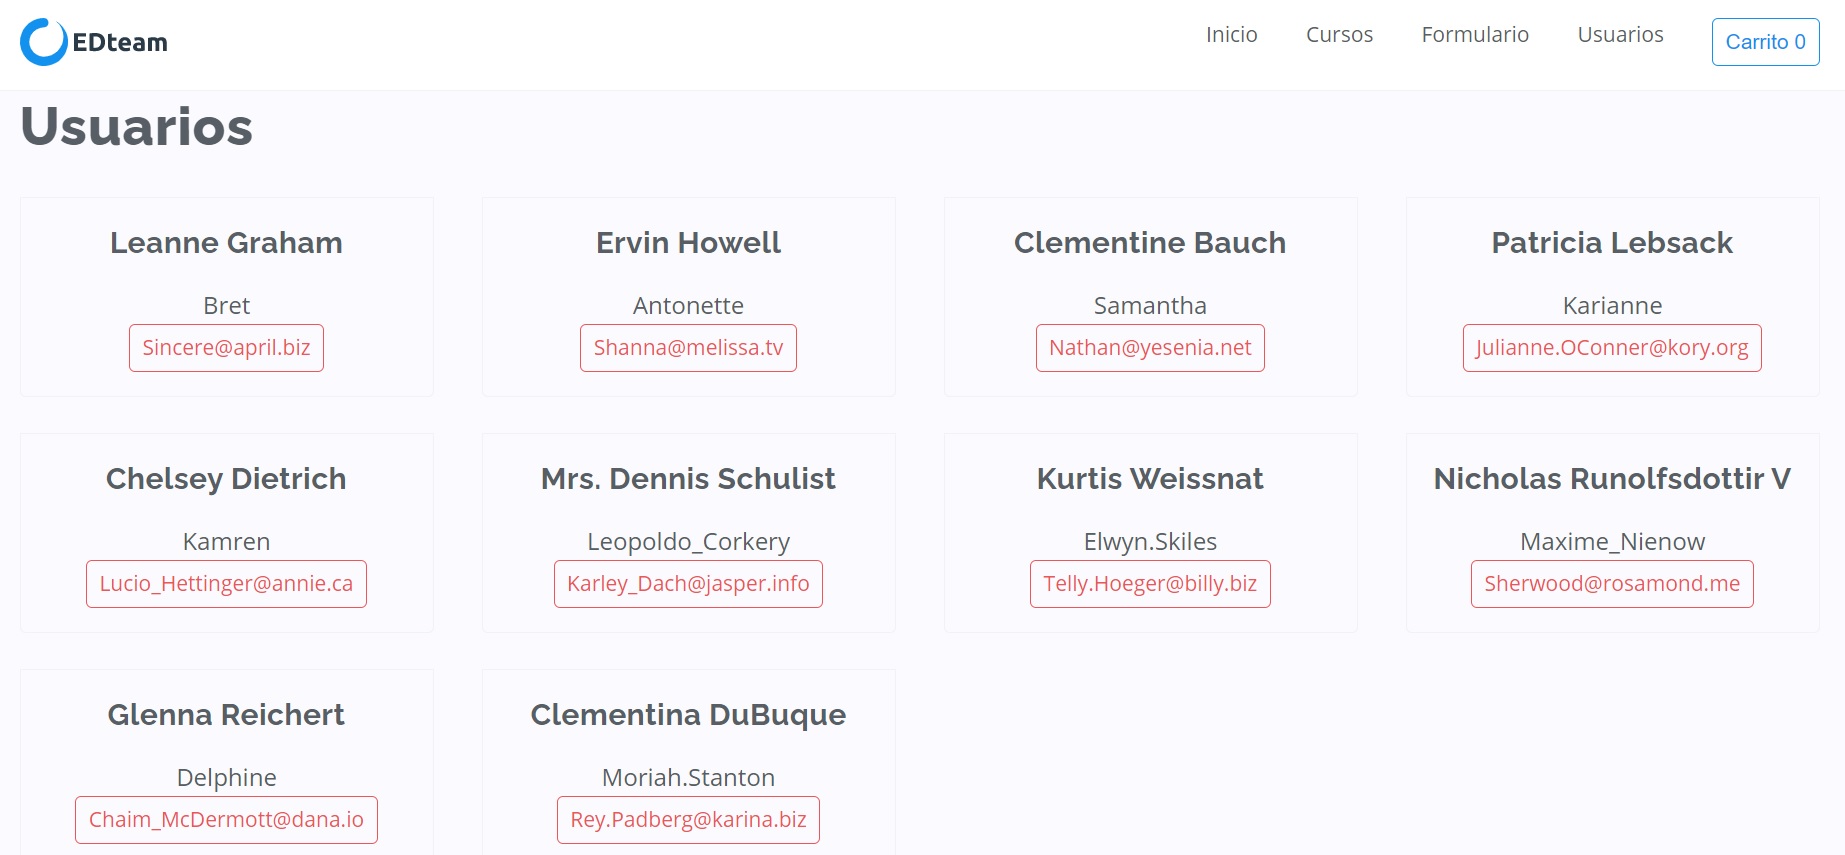 EDteam
Inicio Cursos Formulario Usuarios Carrito 0
Usuarios
Leanne Graham
Bret
Sincere@april.biz
Ervin Howell
Antonette
Shanna@melissa.tv
Clementine Bauch
Samantha
Nathan@yesenia.net
Patricia Lebsack
Karianne
Julianne.OConner@kory.org
Chelsey Dietrich
Kamren
Lucio_Hettinger@annie.ca
Mrs. Dennis Schulist
Leopoldo_Corkery
Karley_Dach@jasper.info
Kurtis Weissnat
Elwyn.Skiles
Telly.Hoeger@billy.biz
Nicholas Runolfsdottir V
Maxime_Nienow
Sherwood@rosamond.me
Glenna Reichert
Delphine
Chaim_McDermott@dana.io
Clementina DuBuque
Moriah.Stanton
Rey.Padberg@karina.biz